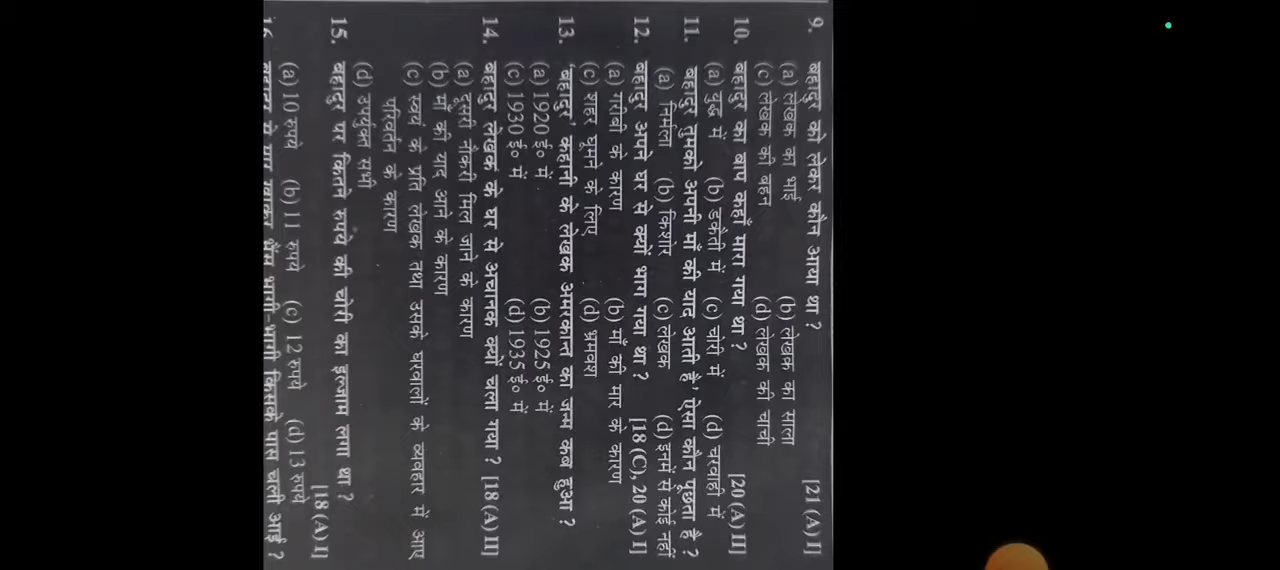 9. बहादुर को लेकर कौन आया था ? [21 (A) I]
(a) लेखक का भाई (b) लेखक का साला
(c) लेखक की बहन (d) लेखक की चाची
10. बहादुर का बाप कहाँ मारा गया था ? [20 (A) II]
(a) युद्ध में (b) डकैती में (c) चोरी में (d) चरवाही में
11. बहादुर तुमको अपनी माँ की याद आती है' ऐसा कौन पूछता है ?
(a) निर्मला (b) किशोर (c) लेखक (d) इनमें से कोई नहीं
12. बहादुर अपने घर से क्यों भाग गया था ? [18 (C), 20 (A) I]
(a) गरीबी के कारण (b) माँ की मार के कारण
(c) शहर घूमने के लिए (d) भ्रमवश
13. 'बहादुर' कहानी के लेखक अमरकान्त का जन्म कब हुआ ?
(a) 1920 ई० में (b) 1925 ई० में
(c) 1930 ई० में (d) 1935 ई० में
14. बहादुर लेखक के घर से अचानक क्यों चला गया ? [18 (A) II]
(a) दूसरी नौकरी मिल जाने के कारण
(b) माँ की याद आने के कारण
(c) स्वयं के प्रति लेखक तथा उसके घरवालों के व्यवहार में आए
परिवर्तन के कारण
(d) उपर्युक्त सभी
15. बहादुर पर कितने रुपये की चोरी का इल्जाम लगा था ?
[18 (A) I]
(a) 10 रुपये (b) 11 रुपये (c) 12 रुपये (d) 13 रुपये
मार खाकर भैंस भागी-भागी किसके पास चली आई ?